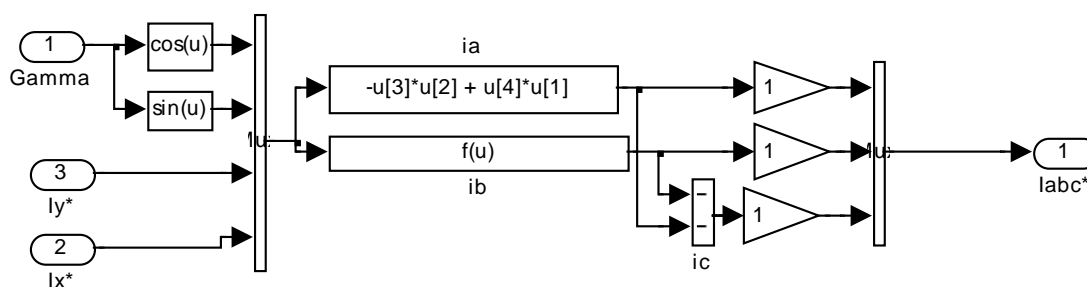 1
Gamma
cos(u)
sin(u)
3
Iy*
2
Ix*
ia
-u[3]*u[2] + u[4]*u[1]
f(u)
ib
1
1
1
ic
1
Iabc*